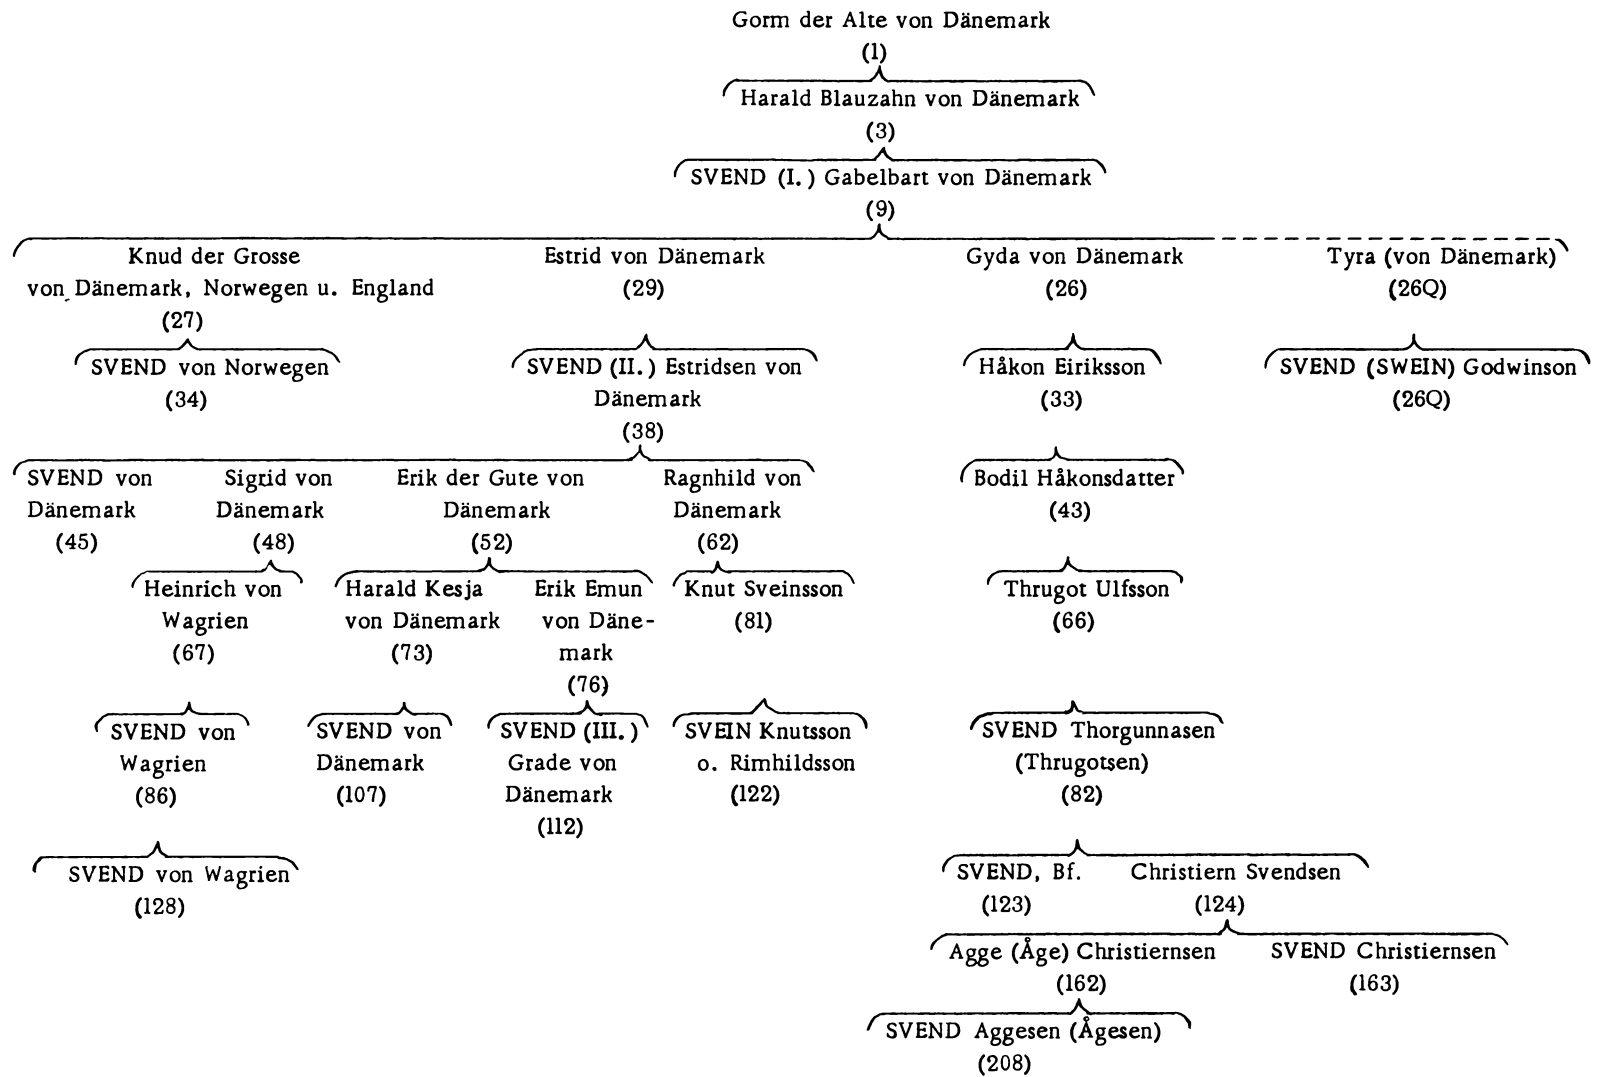 Gorm der Alte von Dänemark
(1)
Harald Blauzahn von Dänemark
(3)
SVEND (I.) Gabelbart von Dänemark
(9)
Knud der Grosse
von Dänemark, Norwegen u. England
(27)
Estrid von Dänemark
(29)
Gyda von Dänemark
(26)
Tyra (von Dänemark)
(26Q)
SVEND von Norwegen
(34)
SVEND (II.) Estridsen von
Dänemark
(38)
Håkon Eiriksson
(33)
SVEND (SWEIN) Godwinson
(26Q)
SVEND von
Dänemark
(45)
Sigrid von
Dänemark
(48)
Erik der Gute von
Dänemark
(52)
Ragnhild von
Dänemark
(62)
Bodil Håkonsdatter
(43)
Heinrich von
Wagrien
(67)
Harald Kesja
von Dänemark
(73)
Erik Emun
von Däne-
mark
(76)
Knut Sveinsson
(81)
Thrugot Ulfsson
(66)
SVEND von
Wagrien
(86)
SVEND von
Dänemark
(107)
SVEND (III.)
Grade von
Dänemark
(112)
SVEIN Knutsson
o. Rimhildsson
(122)
SVEND Thorgunnasen
(Thrugotsen)
(82)
SVEND von Wagrien
(128)
SVEND, Bf.
(123)
Christiern Svendsen
(124)
Agge (Åge) Christiernsen
(162)
SVEND Christiernsen
(163)
SVEND Aggesen (Ågesen)
(208)